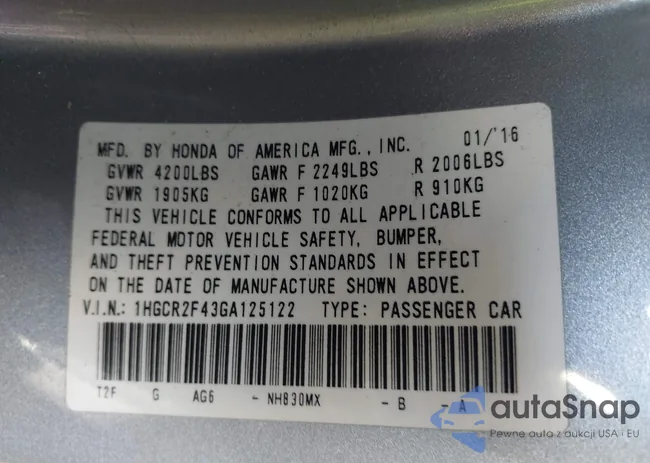 MFD. BY HONDA OF AMERICA MFG., INC. 01/'16
GVWR 4200LBS GAWR F 2249LBS R 2006LBS
GVWR 1905KG GAWR F 1020KG R 910KG
THIS VEHICLE CONFORMS TO ALL APPLICABLE
FEDERAL MOTOR VEHICLE SAFETY, BUMPER,
AND THEFT PREVENTION STANDARDS IN EFFECT
ON THE DATE OF MANUFACTURE SHOWN ABOVE.
V.I.N.: 1HGCR2F43GA125122 TYPE: PASSENGER CAR
T2F G AG6 - NH830MX - B - A
autaSnap
Pewne auta z aukcji USA i EU